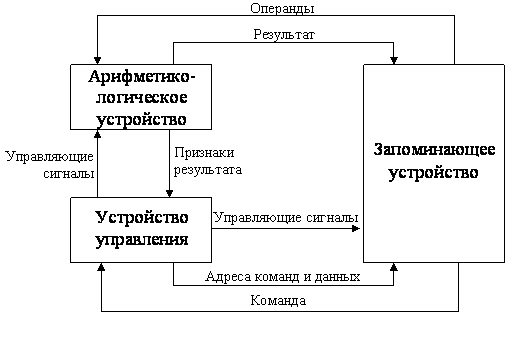 Операнды
Результат
Арифметико-
логическое
устройство
Запоминающее
устройство
Управляющие
сигналы
Признаки
результата
Устройство
управления
Управляющие сигналы
Адреса команд и данных
Команда